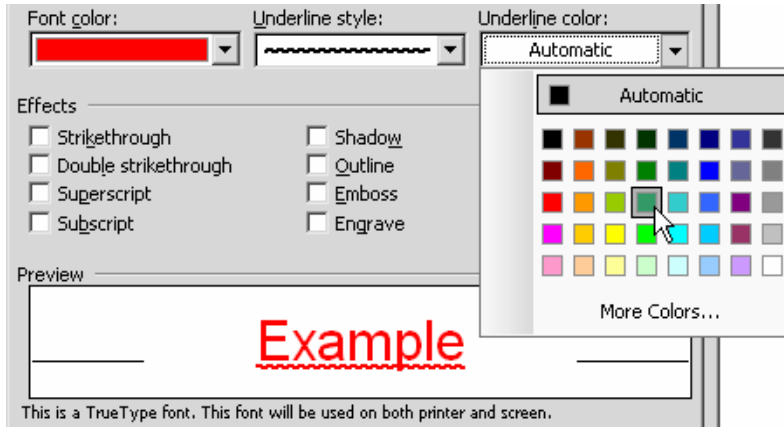 Font color: Underline style: Underline color:
Automatic
Automatic
Effects
Strikethrough Shadow
Double strikethrough Outline
Superscript Emboss
Subscript Engrave
Preview
More Colors...
Example
This is a TrueType font. This font will be used on both printer and screen.